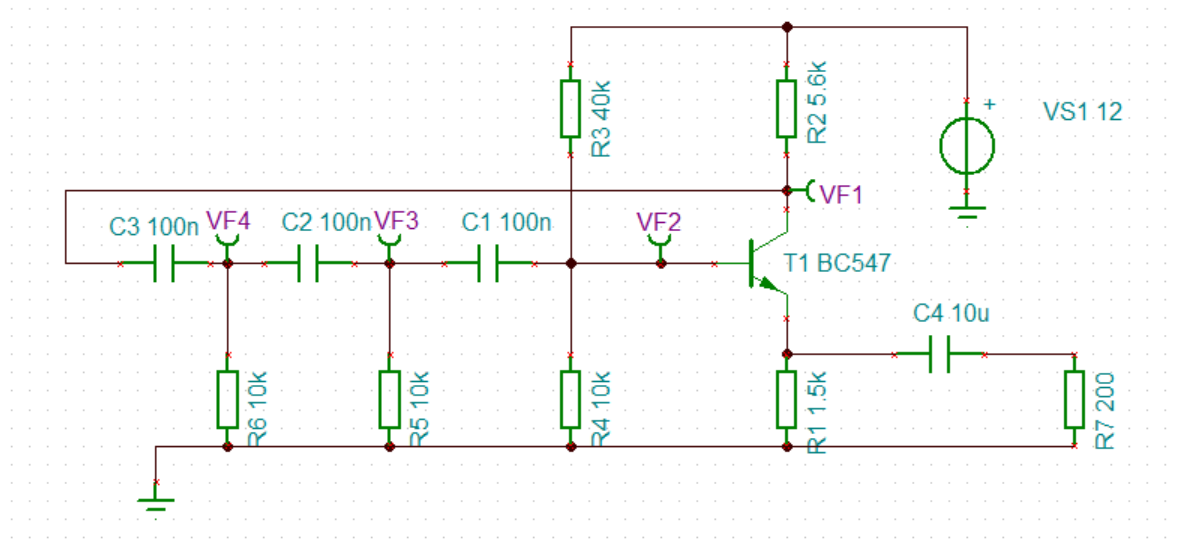 R3 40k
R2 5.6k
+
VS1 12
VF1
C3 100n
VF4
C2 100n
VF3
C1 100n
VF2
T1 BC547
C4 10u
R6 10k
R5 10k
R4 10k
R1 1.5k
R7 200